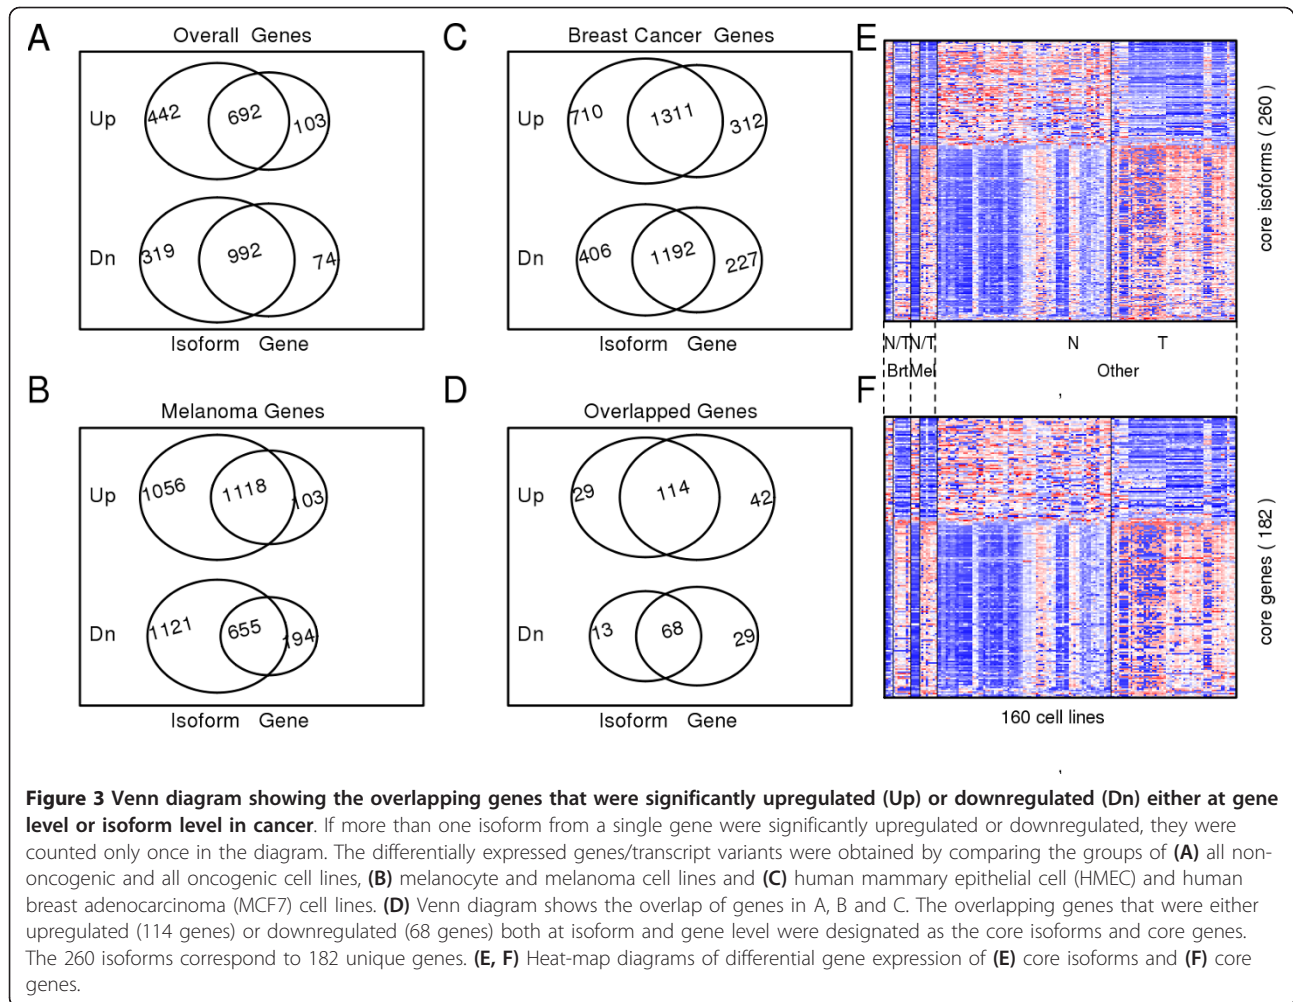 A
Overall Genes
Up
442
692
103
Dn
319
992
74
Isoform Gene
B
Melanoma Genes
Up
1056
1118
103
Dn
1121
655
194
Isoform Gene
C
Breast Cancer Genes
Up
710
1311
312
Dn
406
1192
227
Isoform Gene
D
Overlapped Genes
Up
29
114
42
Dn
13
68
29
Isoform Gene
E
core isoforms ( 260 )
N/T N/T N T
Brt Mel Other
,
F
core genes ( 182 )
160 cell lines
,
Figure 3 Venn diagram showing the overlapping genes that were significantly upregulated (Up) or downregulated (Dn) either at gene
level or isoform level in cancer. If more than one isoform from a single gene were significantly upregulated or downregulated, they were
counted only once in the diagram. The differentially expressed genes/transcript variants were obtained by comparing the groups of (A) all non-
oncogenic and all oncogenic cell lines, (B) melanocyte and melanoma cell lines and (C) human mammary epithelial cell (HMEC) and human
breast adenocarcinoma (MCF7) cell lines. (D) Venn diagram shows the overlap of genes in A, B and C. The overlapping genes that were either
upregulated (114 genes) or downregulated (68 genes) both at isoform and gene level were designated as the core isoforms and core genes.
The 260 isoforms correspond to 182 unique genes. (E, F) Heat-map diagrams of differential gene expression of (E) core isoforms and (F) core
genes.